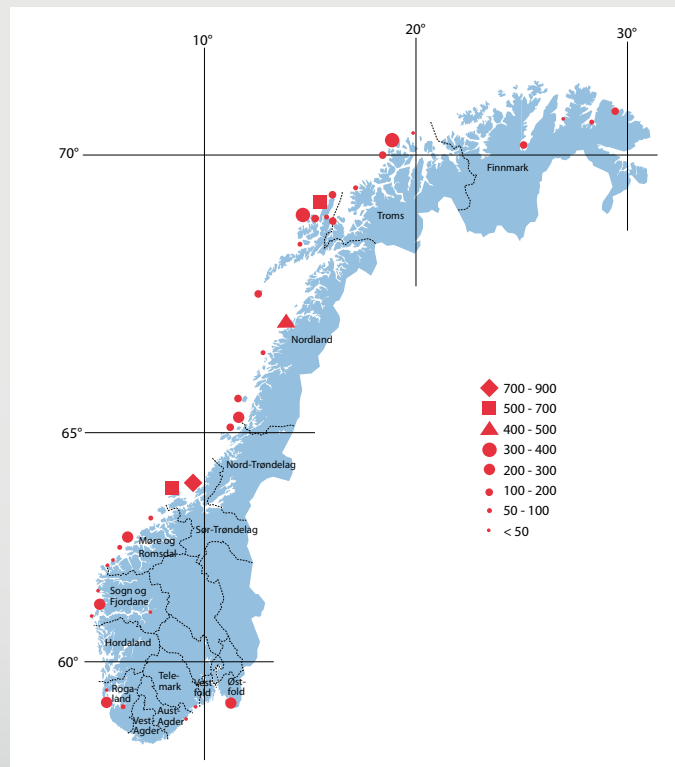 10°
20°
30°
70°
Finnmark
Troms
Nordland
700 - 900
500 - 700
400 - 500
300 - 400
200 - 300
100 - 200
50 - 100
< 50
65°
Nord-Trøndelag
Sør-Trøndelag
Møre og
Romsdal
Sogn og
Fjordane
Hordaland
60°
Roga-
land
Tele-
mark
Vest-
fold
Øst-
fold
Aust-
Agder
Vest
Agder